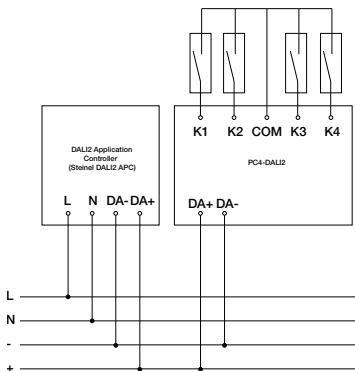 K1 K2 COM K3 K4
DALI2 Application
Controller
(Steinel DALI2 APC)
PC4-DALI2
L N DA- DA+
DA+ DA-
L
N
-
+